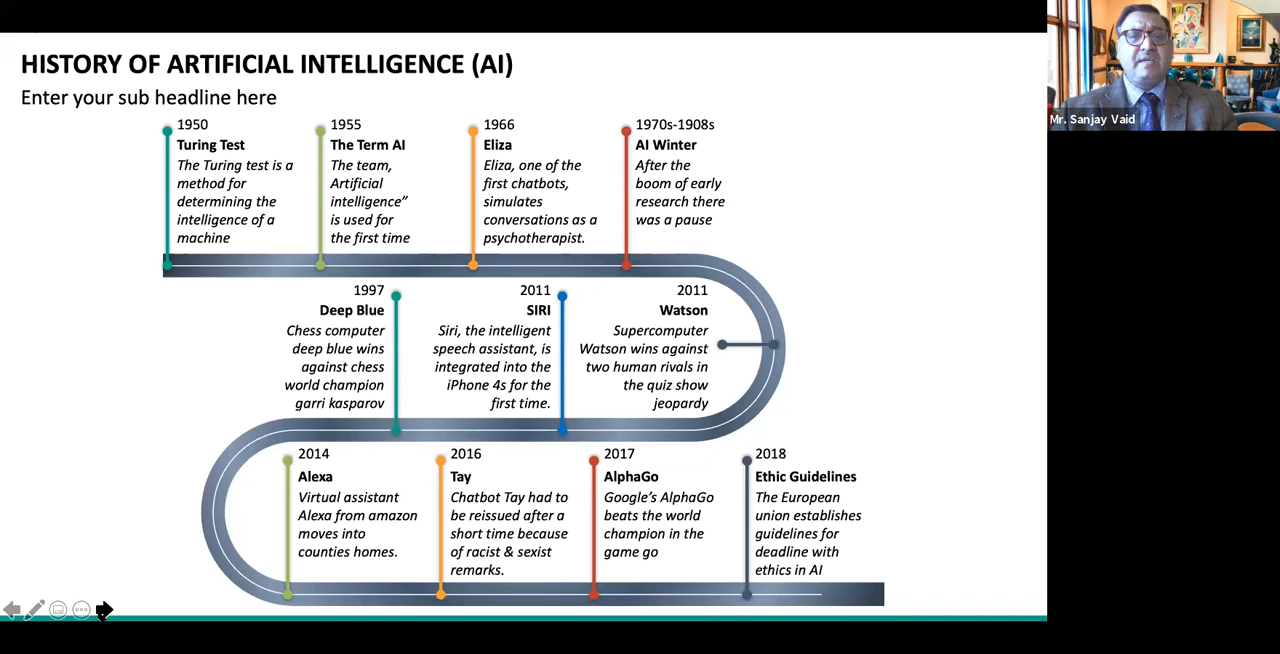 HISTORY OF ARTIFICIAL INTELLIGENCE (AI)
Enter your sub headline here
1950
Turing Test
The Turing test is a
method for
determining the
intelligence of a
machine
1955
The Term AI
The team,
Artificial
intelligence”
is used for
the first time
1966
Eliza
Eliza, one of the
first chatbots,
simulates
conversations as a
psychotherapist.
1970s-1908s
AI Winter
After the
boom of early
research there
was a pause
1997
Deep Blue
Chess computer
deep blue wins
against chess
world champion
garri kasparov
2011
SIRI
Siri, the intelligent
speech assistant, is
integrated into the
iPhone 4s for the
first time.
2011
Watson
Supercomputer
Watson wins against
two human rivals in
the quiz show
jeopardy
2014
Alexa
Virtual assistant
Alexa from amazon
moves into
counties homes.
2016
Tay
Chatbot Tay had to
be reissued after a
short time because
of racist & sexist
remarks.
2017
AlphaGo
Google’s AlphaGo
beats the world
champion in the
game go
2018
Ethic Guidelines
The European
union establishes
guidelines for
deadline with
ethics in AI
Mr. Sanjay Vaid